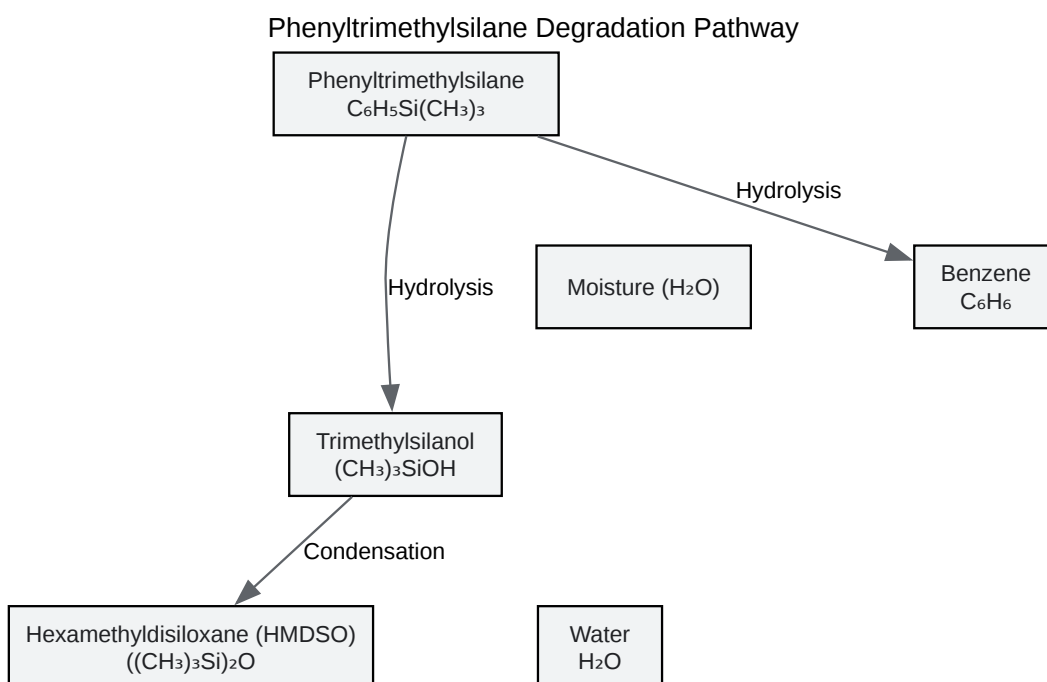 Phenyltrimethylsilane Degradation Pathway
Phenyltrimethylsilane
C₆H₅Si(CH₃)₃
Hydrolysis
Hydrolysis
Moisture (H₂O)
Benzene
C₆H₆
Trimethylsilanol
(CH₃)₃SiOH
Condensation
Hexamethyldisiloxane (HMDSO)
((CH₃)₃Si)₂O
Water
H₂O